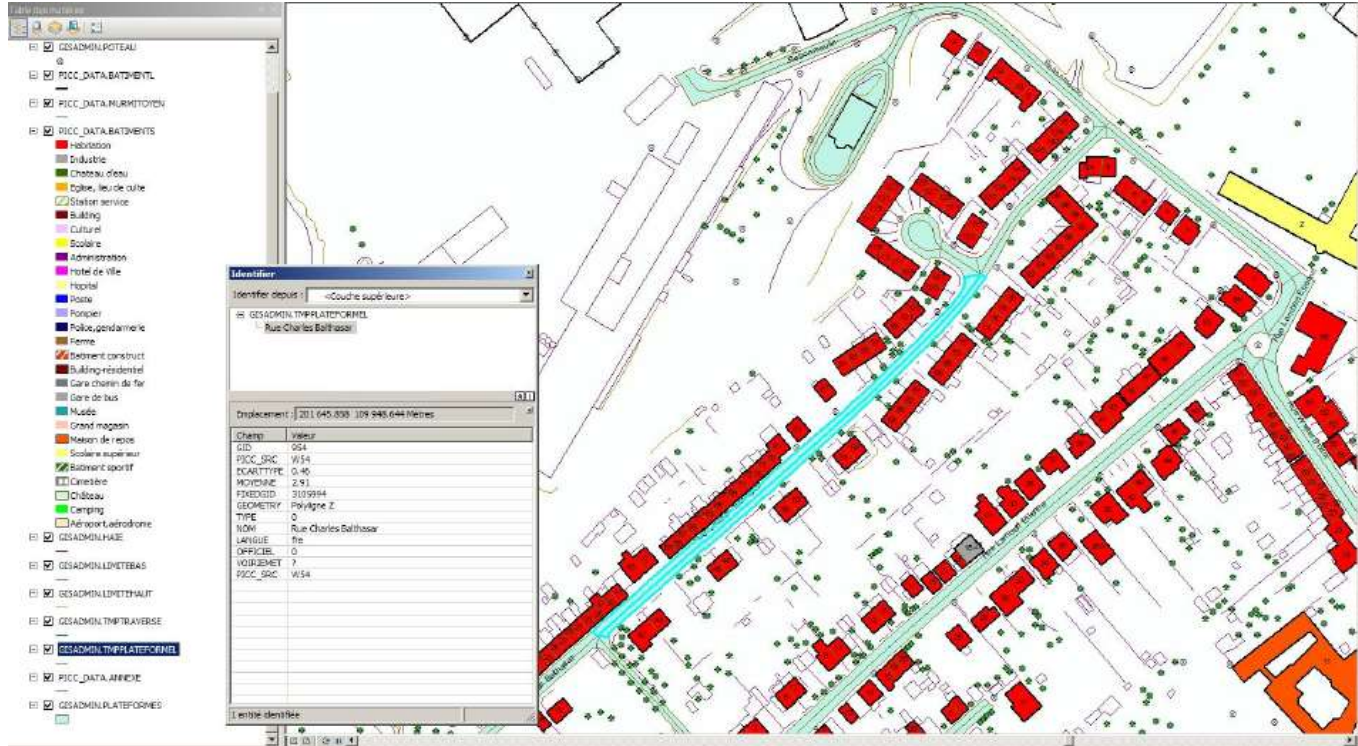 Table des matières
GISADMIN.POTEAU
PICC_DATA.BATIMENTL
PICC_DATA.MURMITOYEN
PICC_DATA.BATIMENTS
Habitation
Industrie
Chateau d'eau
Eglise, lieu de culte
Station service
Building
Culturel
Scolaire
Administration
Hotel de Ville
Hopital
Poste
Pompier
Police,gendarmerie
Ferme
Batiment construct
Building-résidentiel
Gare chemin de fer
Gare de bus
Musée
Grand magasin
Maison de repos
Scolaire supérieur
Batiment sportif
Cimetière
Château
Camping
Aéroport,aérodrome
GISADMIN.HAIE
GISADMIN.LIMITEBAS
GISADMIN.LIMITEHAUT
GISADMIN.TMPTRAVERSE
GISADMIN.TMPPLATEFORMEL
PICC_DATA.ANNEXE
GISADMIN.PLATEFORMES
Identifier
Identifier depuis : <Couche supérieure>
GISADMIN.TMPPLATEFORMEL
Rue Charles Balthasar
Emplacement : 201 645.858 109 948.644 Metres
Champ Valeur
GID 954
PICC_SRC W54
ECARTTYPE 0.46
MOYENNE 2.91
FIXEDGID 3109994
GEOMETRY Polyligne Z
TYPE 0
NOM Rue Charles Balthasar
LANGUE fre
OFFICIEL 0
VOIRIEMET ?
PICC_SRC W54
1 entité identifiée